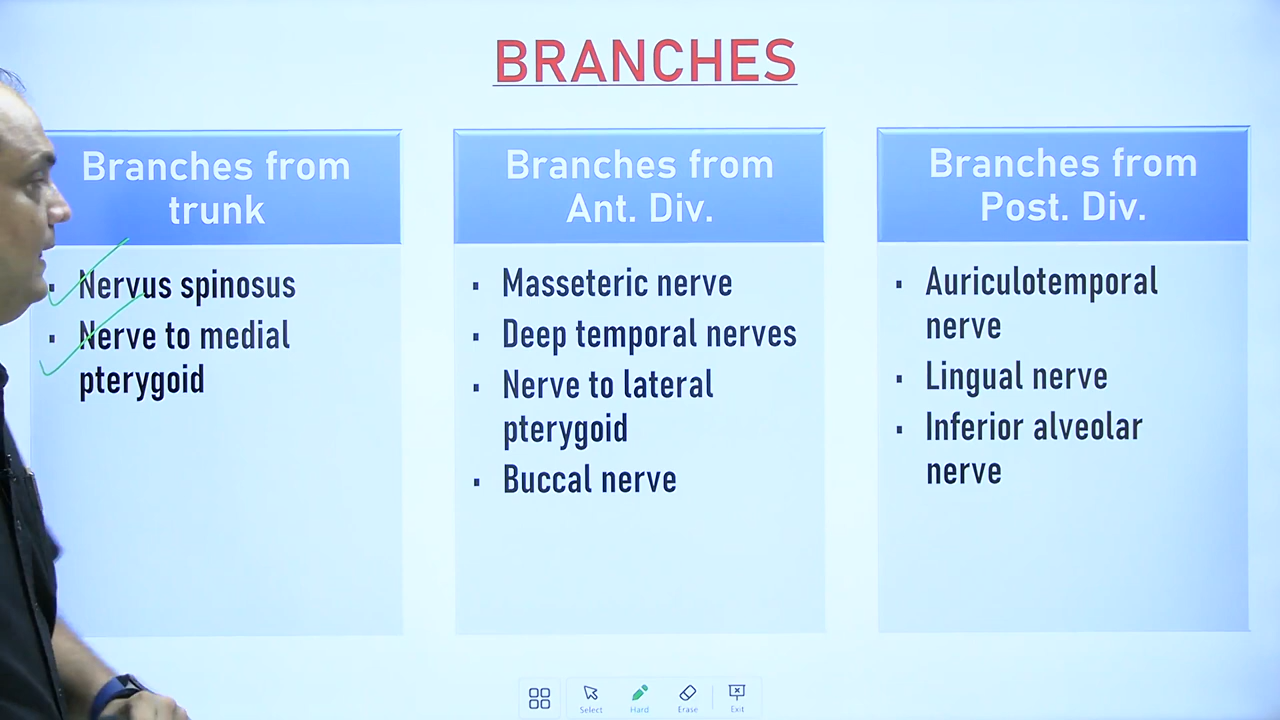 BRANCHES
Branches from
trunk
Nervus spinosus
Nerve to medial
pterygoid
Branches from
Ant. Div.
Masseteric nerve
Deep temporal nerves
Nerve to lateral
pterygoid
Buccal nerve
Branches from
Post. Div.
Auriculotemporal
nerve
Lingual nerve
Inferior alveolar
nerve
Select
Hard
Erase
Exit